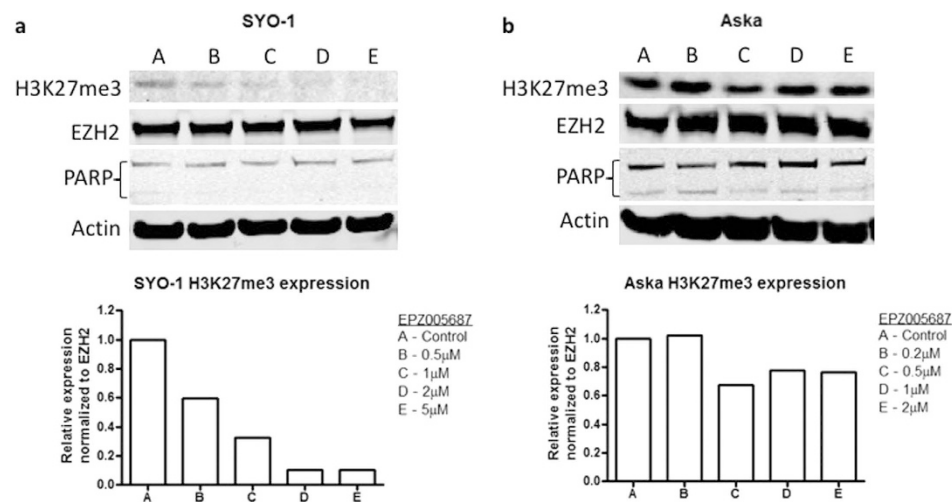 a
SYO-1
A B C D E
H3K27me3
EZH2
PARP
Actin
SYO-1 H3K27me3 expression
Relative expression
normalized to EZH2
1.2
1.0
0.8
0.6
0.4
0.2
0.0
A B C D E
EPZ005687
A - Control
B - 0.5μM
C - 1μM
D - 2μM
E - 5μM
b
Aska
A B C D E
H3K27me3
EZH2
PARP
Actin
Aska H3K27me3 expression
Relative expression
normalized to EZH2
1.2
1.0
0.8
0.6
0.4
0.2
0.0
A B C D E
EPZ005687
A - Control
B - 0.2μM
C - 0.5μM
D - 1μM
E - 2μM